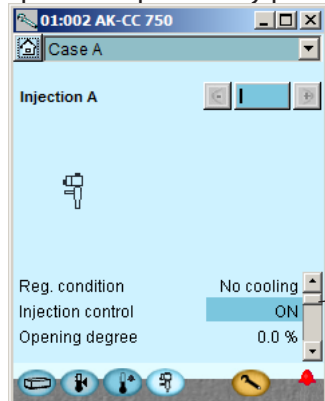 01:002 AK-CC 750
Case A
Injection A
Reg. condition No cooling
Injection control ON
Opening degree 0.0 %